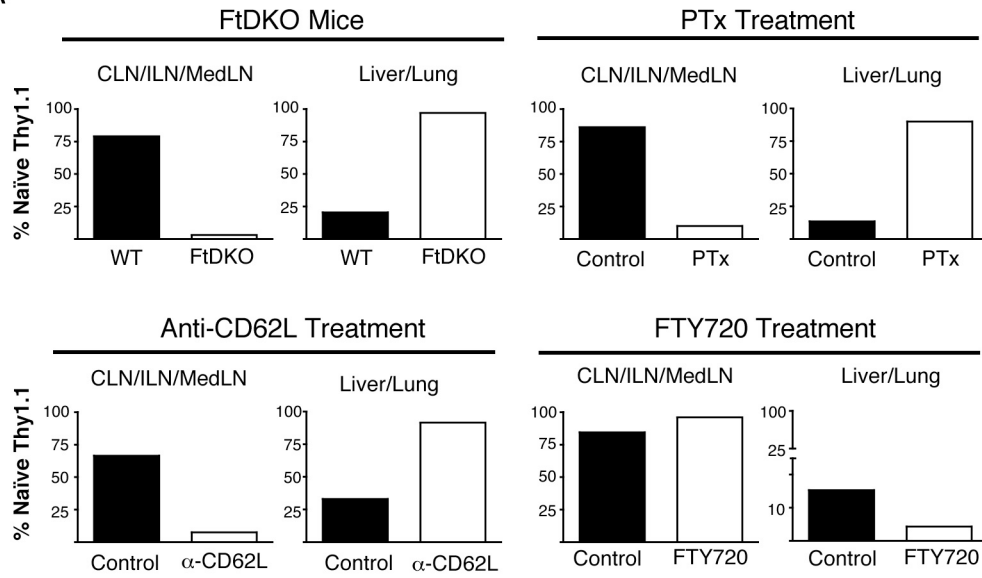 FtDKO Mice
PTx Treatment
CLN/ILN/MedLN
Liver/Lung
CLN/ILN/MedLN
Liver/Lung
% Naïve Thy1.1
100
75
50
25
WT
FtDKO
100
75
50
25
WT
FtDKO
100
75
50
25
Control
PTx
100
75
50
25
Control
PTx
Anti-CD62L Treatment
FTY720 Treatment
CLN/ILN/MedLN
Liver/Lung
CLN/ILN/MedLN
Liver/Lung
% Naïve Thy1.1
100
75
50
25
Control
α-CD62L
100
75
50
25
Control
α-CD62L
100
75
50
25
Control
FTY720
100
25
10
Control
FTY720